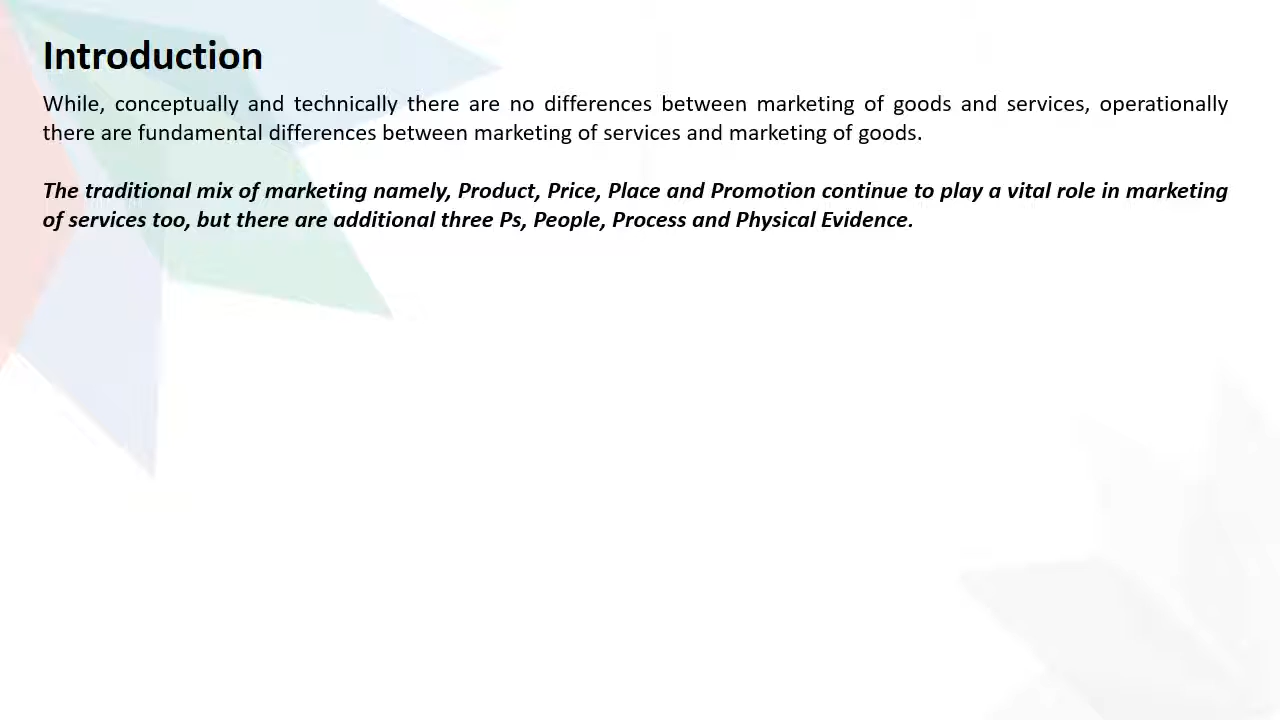 Introduction
While, conceptually and technically there are no differences between marketing of goods and services, operationally
there are fundamental differences between marketing of services and marketing of goods.
The traditional mix of marketing namely, Product, Price, Place and Promotion continue to play a vital role in marketing
of services too, but there are additional three Ps, People, Process and Physical Evidence.